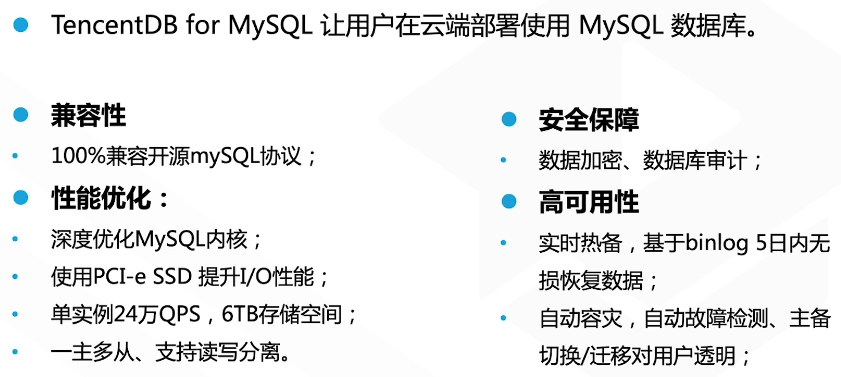 TencentDB for MySQL 让用户在云端部署使用 MySQL 数据库。
兼容性
100%兼容开源mySQL协议；
性能优化：
深度优化MySQL内核；
使用PCI-e SSD 提升I/O性能；
单实例24万QPS，6TB存储空间；
一主多从、支持读写分离。
安全保障
数据加密、数据库审计；
高可用性
实时热备，基于binlog 5日内无
损恢复数据；
自动容灾，自动故障检测、主备
切换/迁移对用户透明；